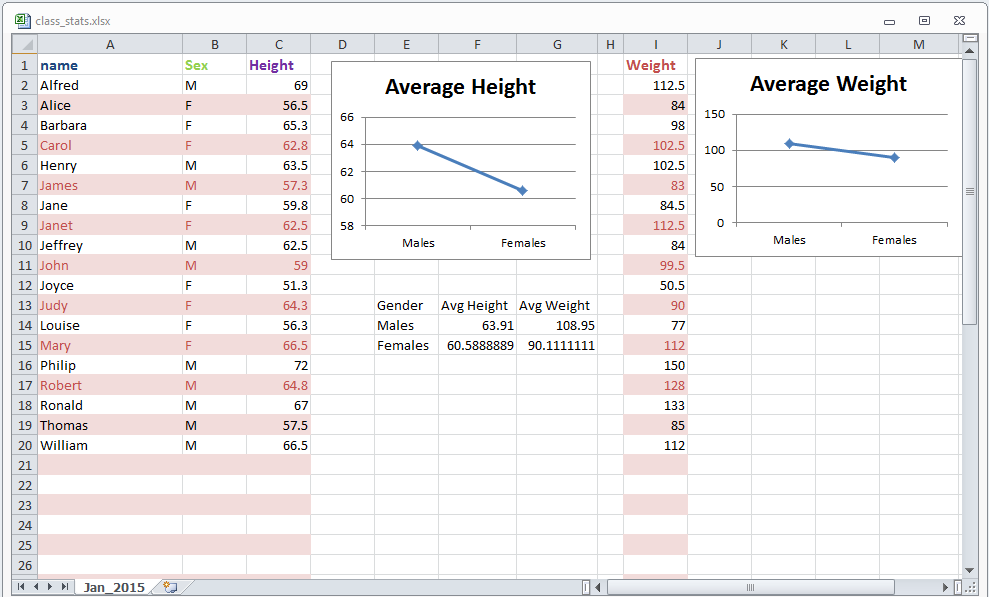 class_stats.xlsx
A B C D E F G H I J K L M
1 name Sex Height Weight
2 Alfred M 69 112.5
3 Alice F 56.5 84
4 Barbara F 65.3 98
5 Carol F 62.8 102.5
6 Henry M 63.5 102.5
7 James M 57.3 83
8 Jane F 59.8 84.5
9 Janet F 62.5 112.5
10 Jeffrey M 62.5 84
11 John M 59 99.5
12 Joyce F 51.3 50.5
13 Judy F 64.3 Gender Avg Height Avg Weight 90
14 Louise F 56.3 Males 63.91 108.95 77
15 Mary F 66.5 Females 60.5888889 90.1111111 112
16 Philip M 72 150
17 Robert M 64.8 128
18 Ronald M 67 133
19 Thomas M 57.5 85
20 William M 66.5 112
21
22
23
24
25
26
Average Height
66
64
62
60
58
Males Females
Average Weight
150
100
50
0
Males Females
Jan_2015